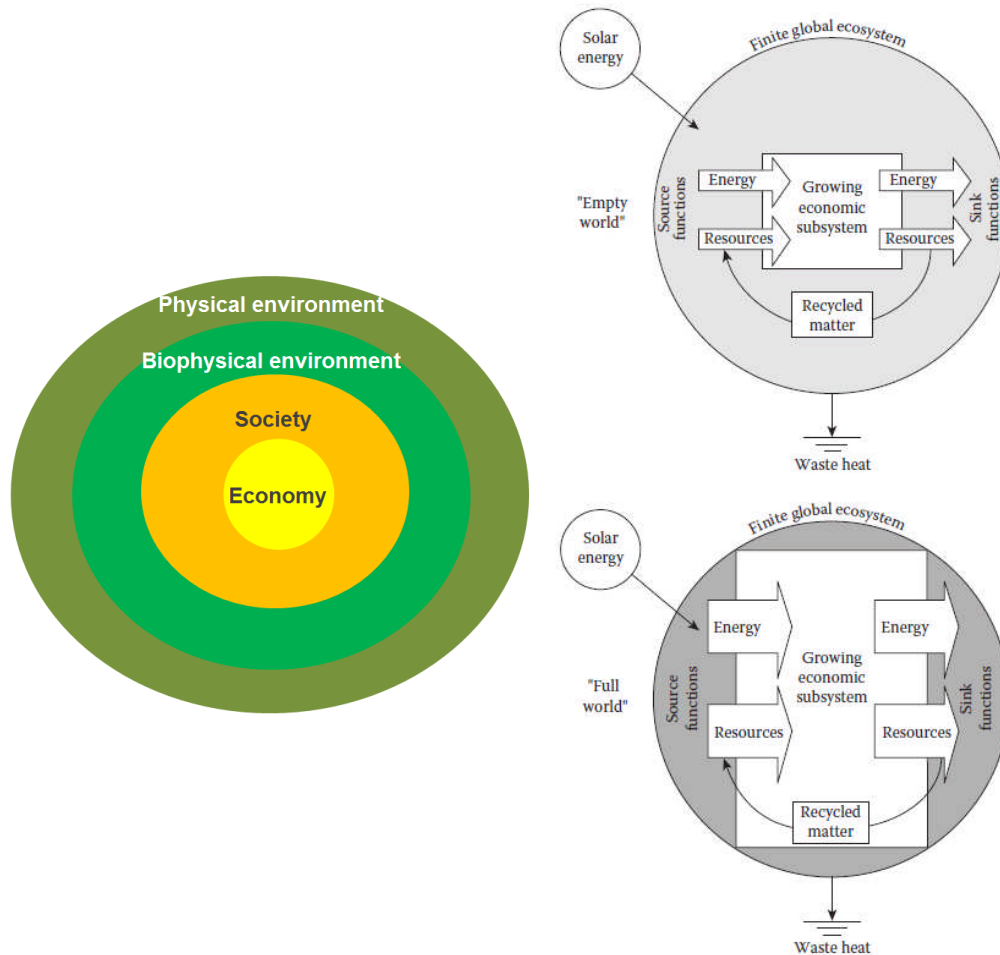 Physical environment
Biophysical environment
Society
Economy
Solar
energy
Finite global ecosystem
"Empty
world"
Source
functions
Energy
Resources
Growing
economic
subsystem
Energy
Resources
Sink
functions
Recycled
matter
Waste heat
Solar
energy
Finite global ecosystem
"Full
world"
Source
functions
Energy
Resources
Growing
economic
subsystem
Energy
Resources
Sink
functions
Recycled
matter
Waste heat